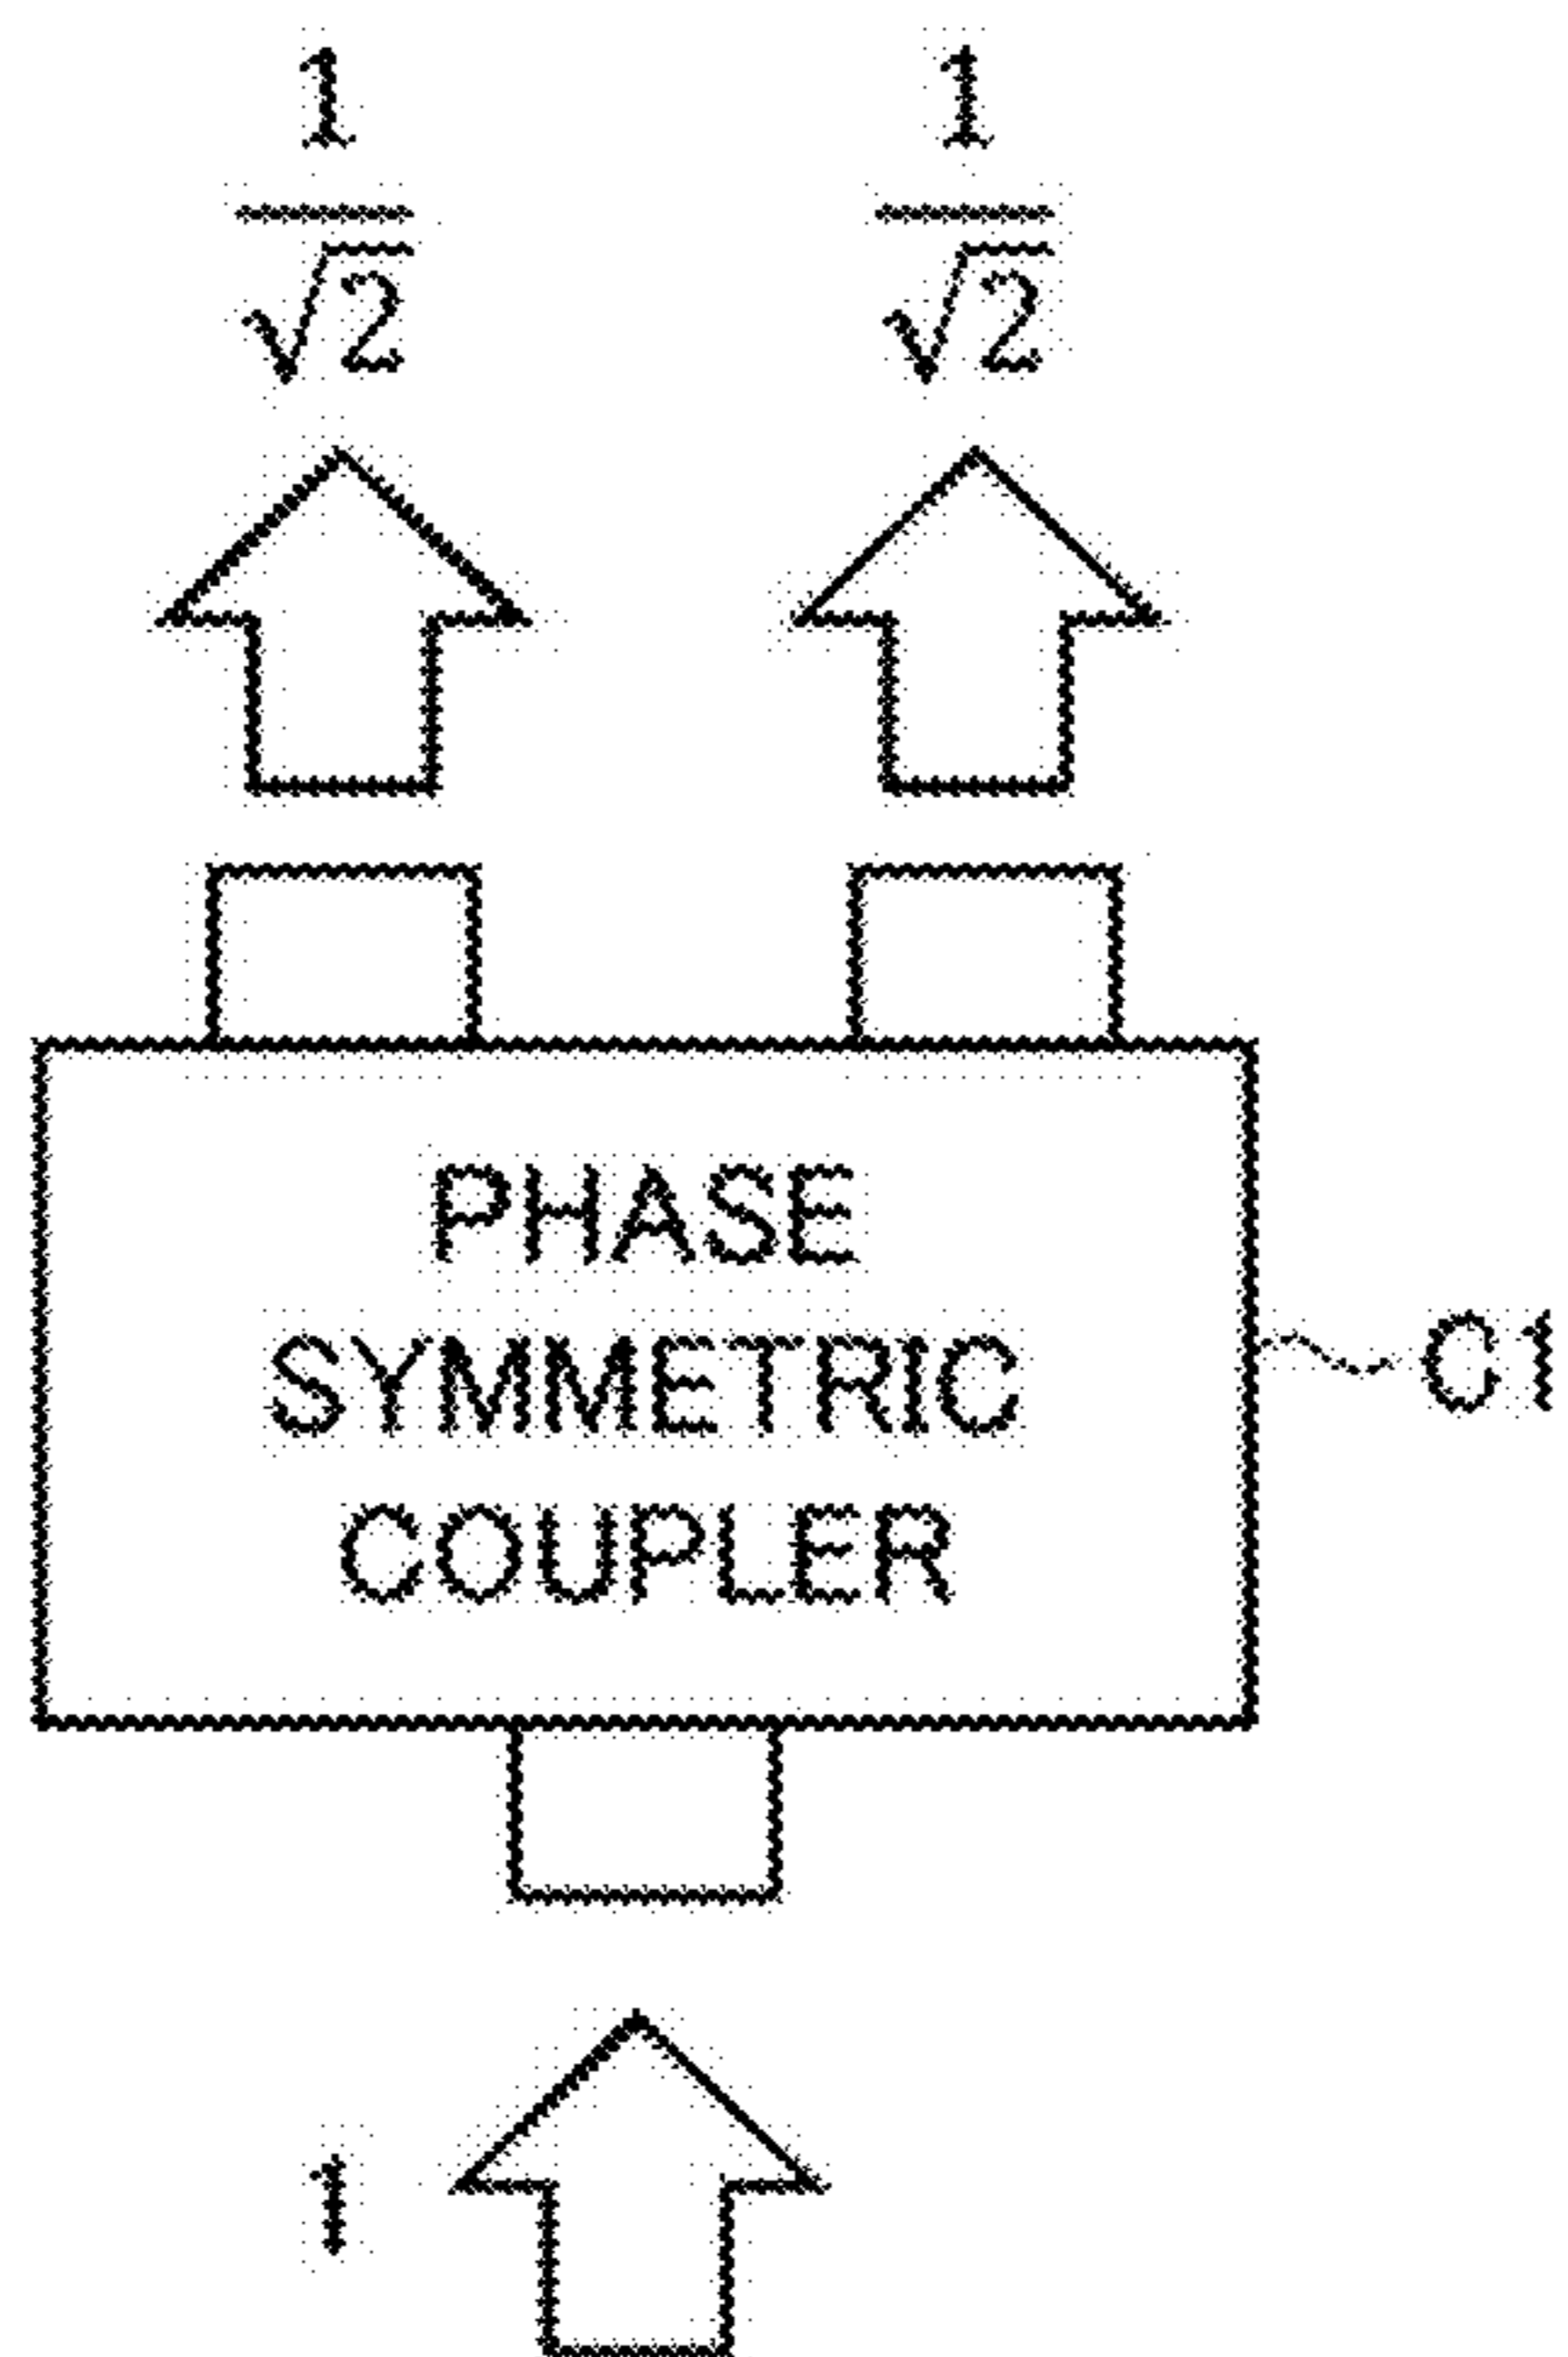 1 1
√2 √2
PHASE
SYMMETRIC C1
COUPLER
1